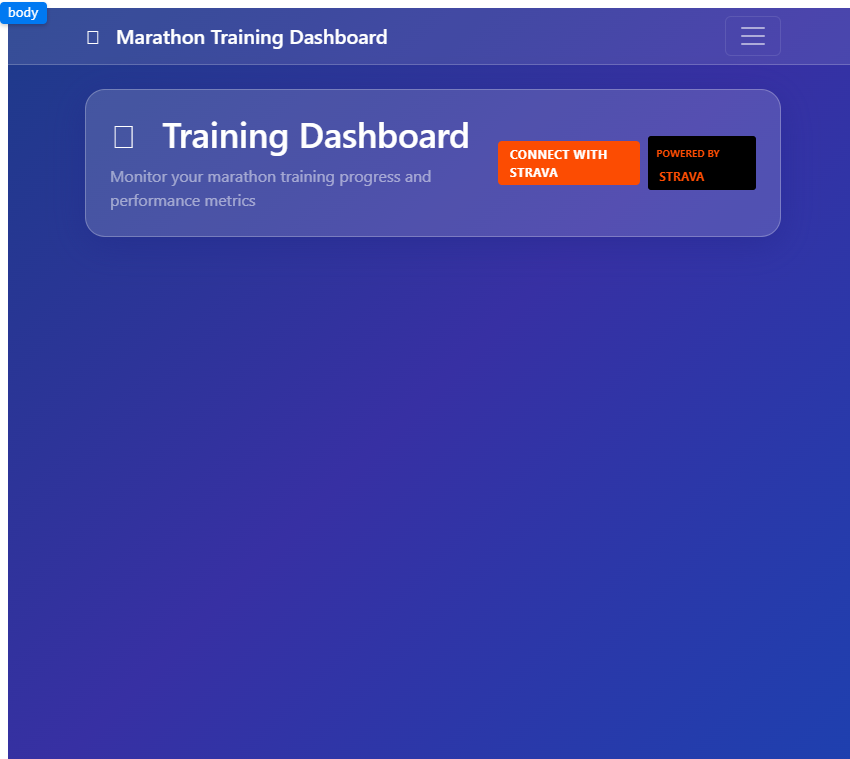 body
Marathon Training Dashboard
Training Dashboard
Monitor your marathon training progress and
performance metrics
CONNECT WITH
STRAVA
POWERED BY
STRAVA